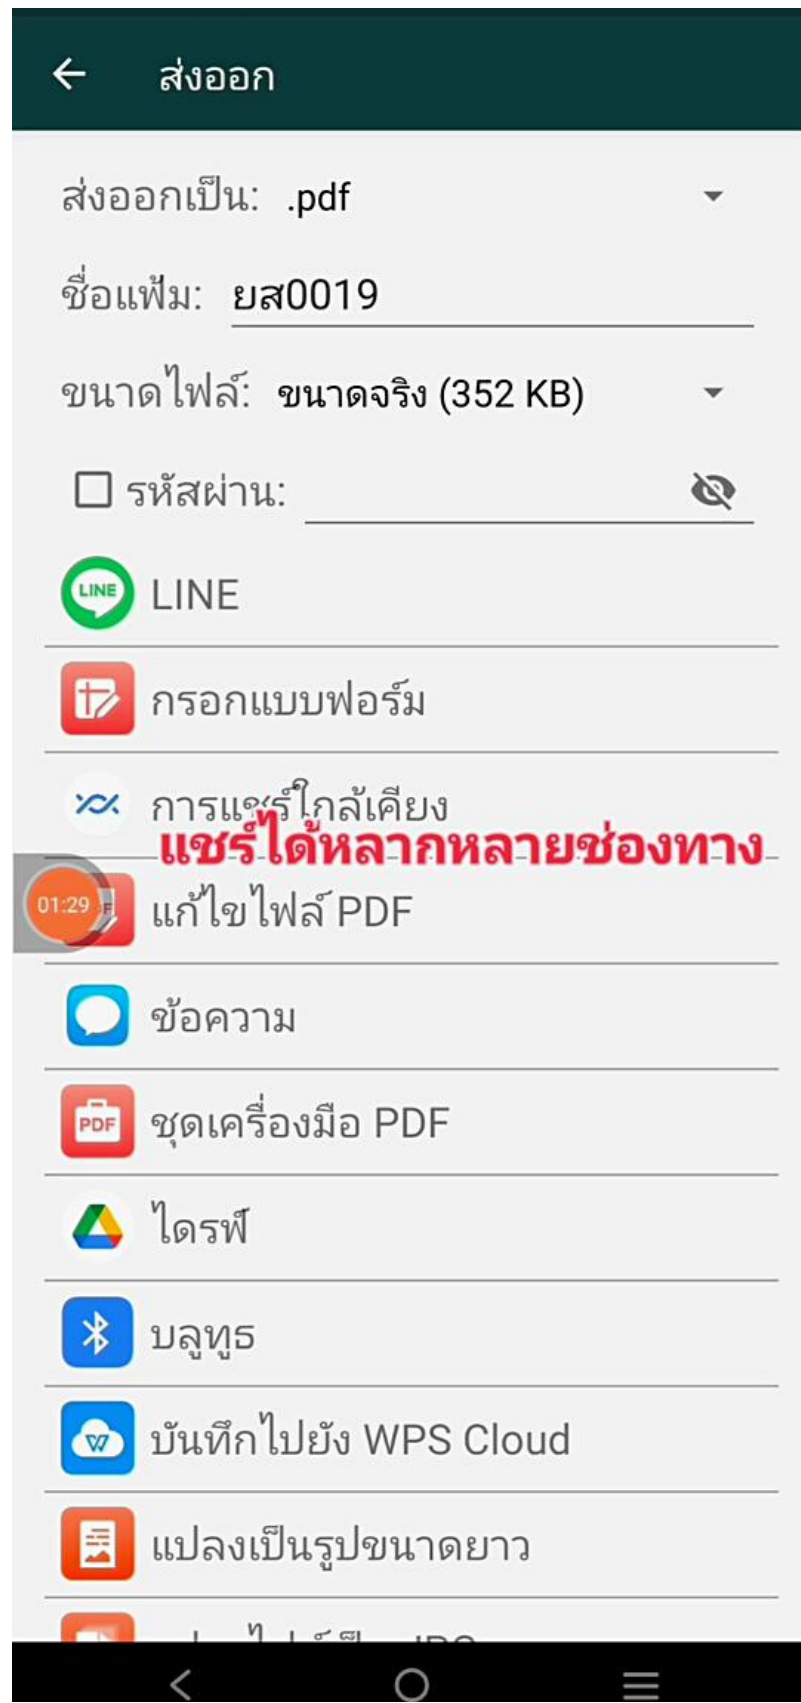 ส่งออก
ส่งออกเป็น: .pdf
ชื่อแฟ้ม: ยส0019
ขนาดไฟล์: ขนาดจริง (352 KB)
รหัสผ่าน:
LINE LINE
กรอกแบบฟอร์ม
การแชร์ใกล้เคียง
แชร์ได้หลากหลายช่องทาง
01:29 แก้ไขไฟล์ PDF
ข้อความ
PDF ชุดเครื่องมือ PDF
ไดรฟ์
บลูทูธ
บันทึกไปยัง WPS Cloud
แปลงเป็นรูปขนาดยาว